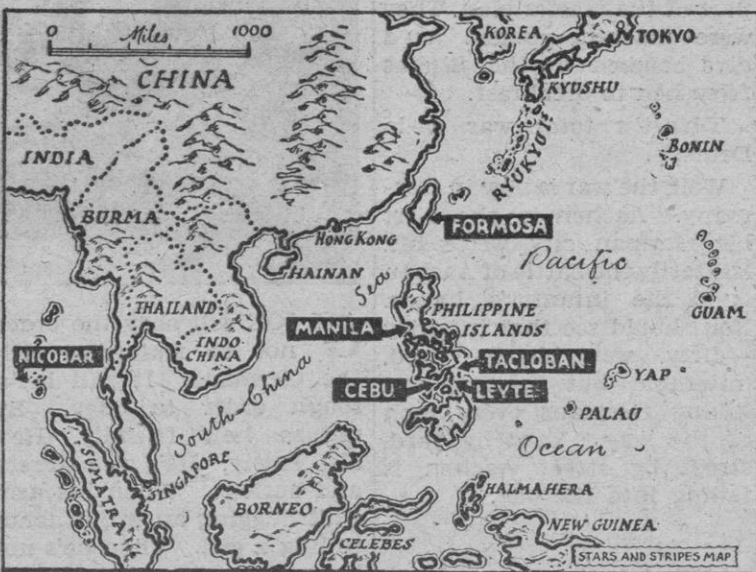 0 Miles 1000
KOREA
TOKYO
CHINA
KYUSHU
INDIA
RYUKYU IS
BONIN
BURMA
FORMOSA
HONG KONG
HAINAN
Pacific
Sea
THAILAND
PHILIPPINE
ISLANDS
GUAM
MANILA
INDO
CHINA
NICOBAR
TACLOBAN
YAP
CEBU
LEYTE
South-China
PALAU
Ocean
SUMATRA
SINGAPORE
HALMAHERA
BORNEO
NEW GUINEA
CELEBES
STARS AND STRIPES MAP